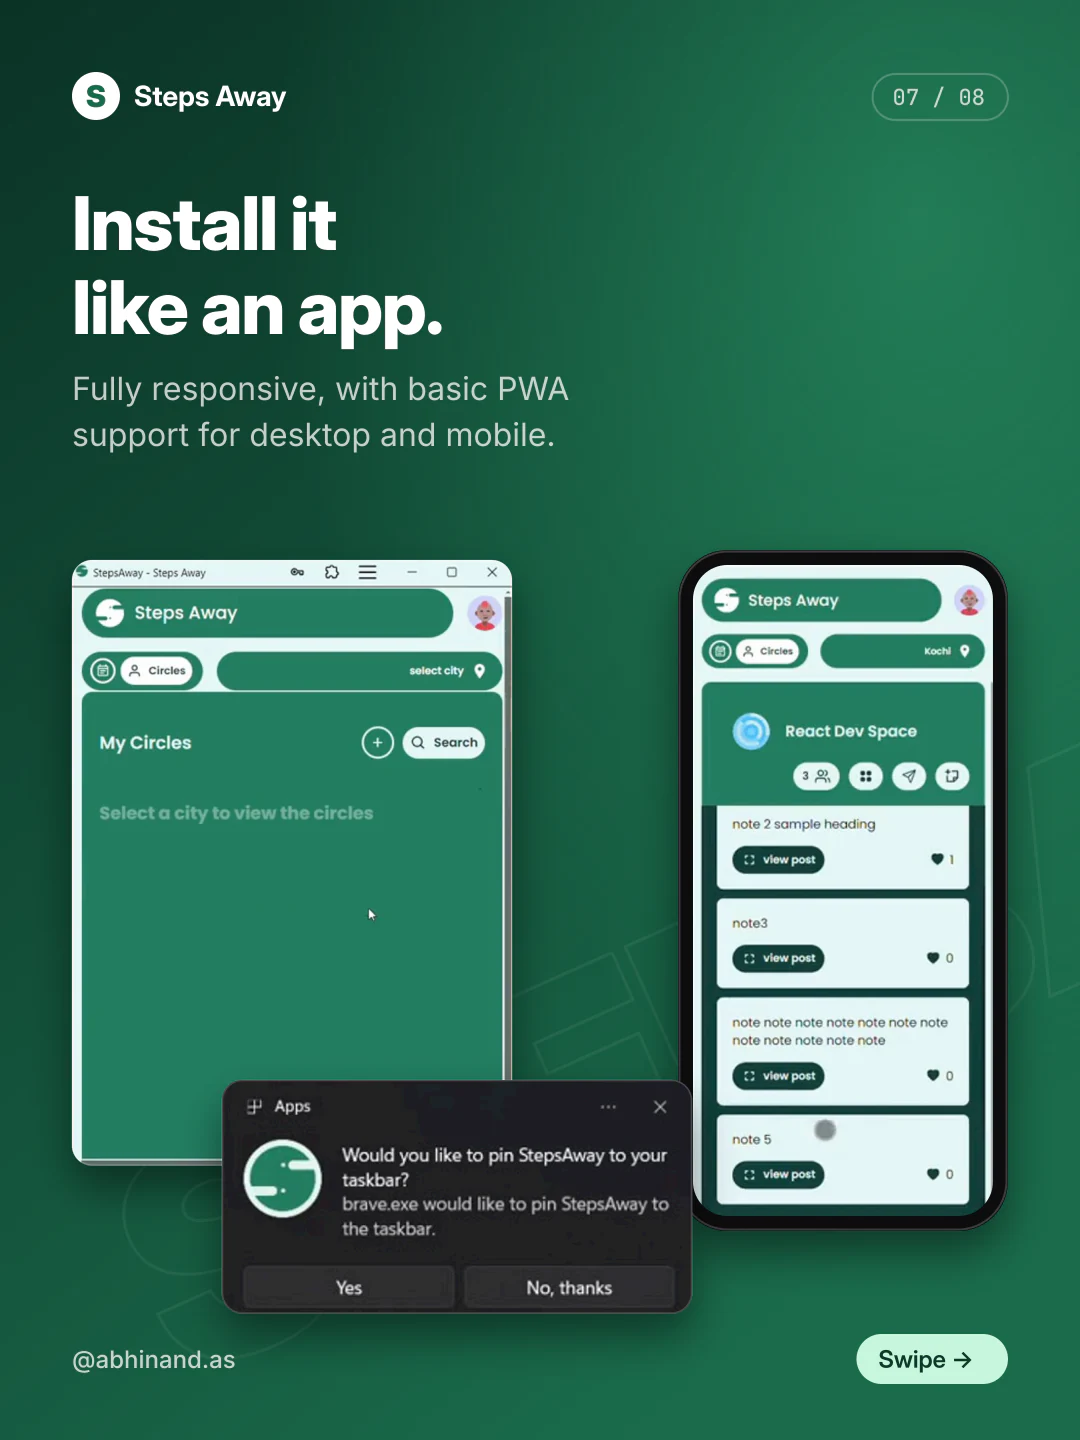 S Steps Away
07 / 08
Install it
like an app.
Fully responsive, with basic PWA
support for desktop and mobile.
StepsAway - Steps Away
Steps Away
Circles
select city
My Circles
Search
Select a city to view the circles
Steps Away
Circles
Kochi
React Dev Space
3
note 2 sample heading
view post
1
note3
view post
0
note note note note note note note
note note note note note
view post
0
note 5
view post
0
Apps
Would you like to pin StepsAway to your
taskbar?
brave.exe would like to pin StepsAway to
the taskbar.
Yes
No, thanks
@abhinand.as
Swipe →